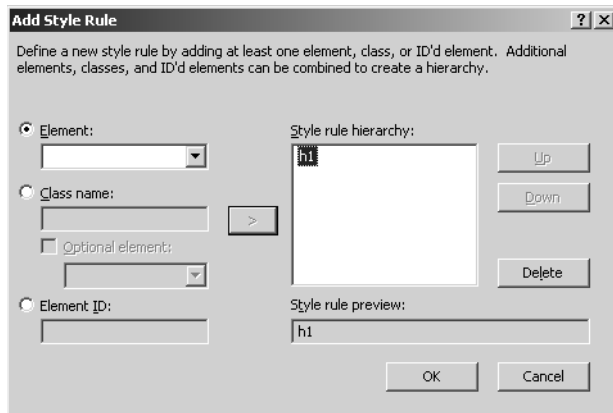 Add Style Rule
Define a new style rule by adding at least one element, class, or ID'd element. Additional
elements, classes, and ID'd elements can be combined to create a hierarchy.
Element:
Style rule hierarchy:
h1
Up
Class name:
Down
>
Optional element:
Delete
Element ID:
Style rule preview:
h1
OK
Cancel